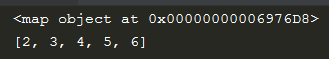 <map object at 0x00000000006976D8>
[2, 3, 4, 5, 6]